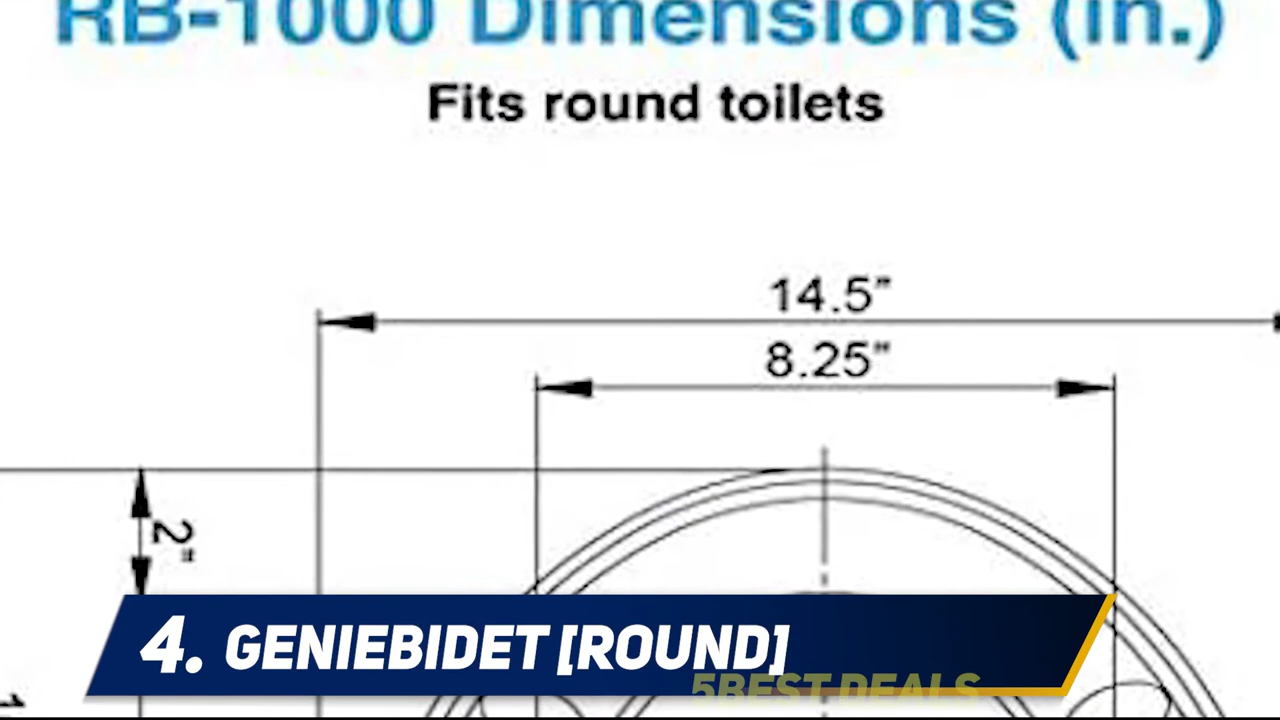 RB-1000 Dimensions (in.)
Fits round toilets
14.5"
8.25"
2"
4. GENIEBIDET [ROUND]
5BEST DEALS